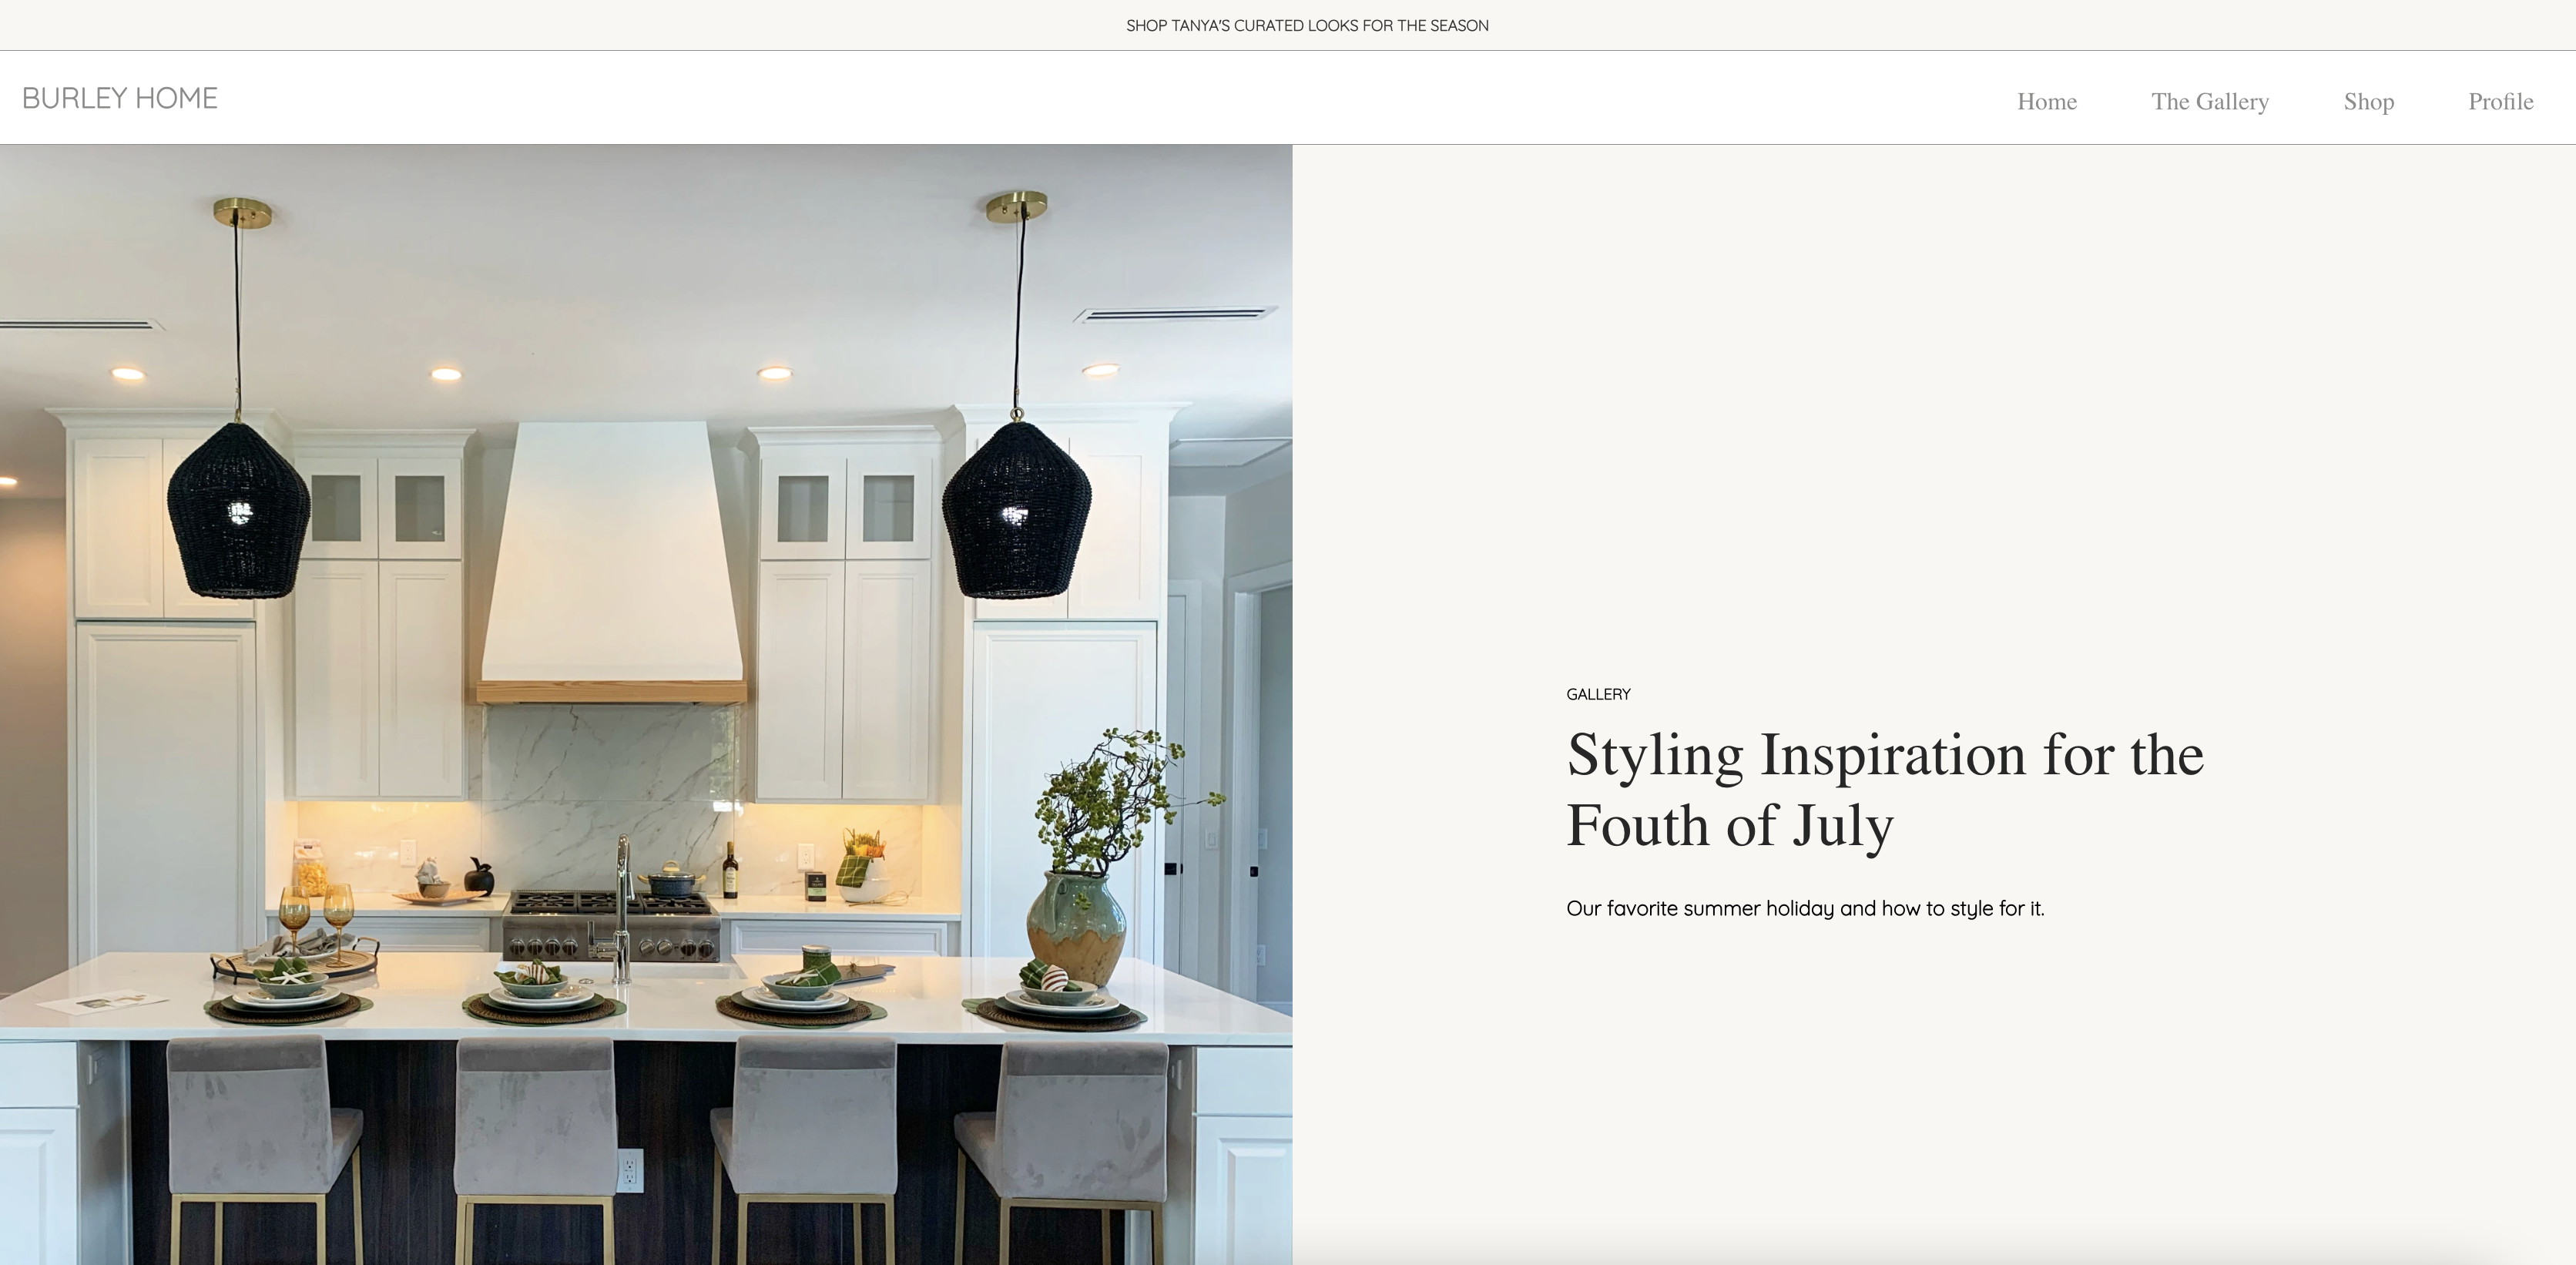 SHOP TANYA'S CURATED LOOKS FOR THE SEASON
BURLEY HOME
Home
The Gallery
Shop
Profile
GALLERY
Styling Inspiration for the
Fouth of July
Our favorite summer holiday and how to style for it.